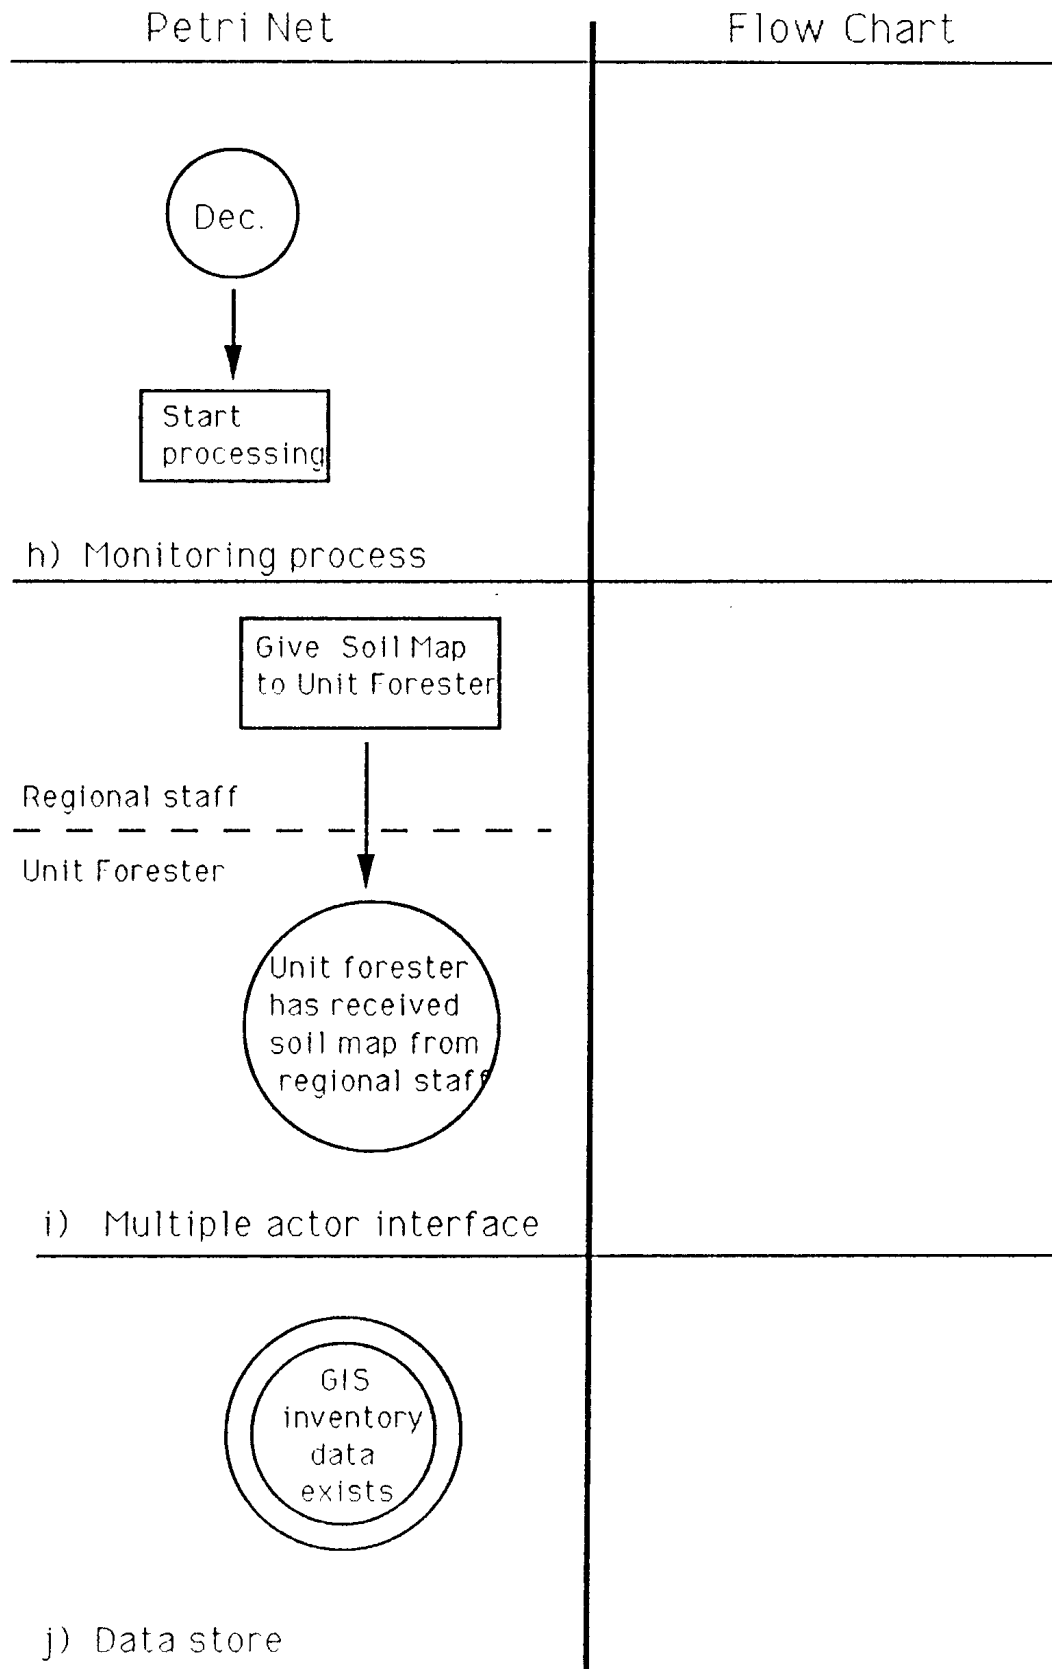 Petri Net
Flow Chart
Dec.
Start
processing
h) Monitoring process
Give Soil Map
to Unit Forester
Regional staff
Unit Forester
Unit forester
has received
soil map from
regional staff
i) Multiple actor interface
GIS
inventory
data
exists
j) Data store